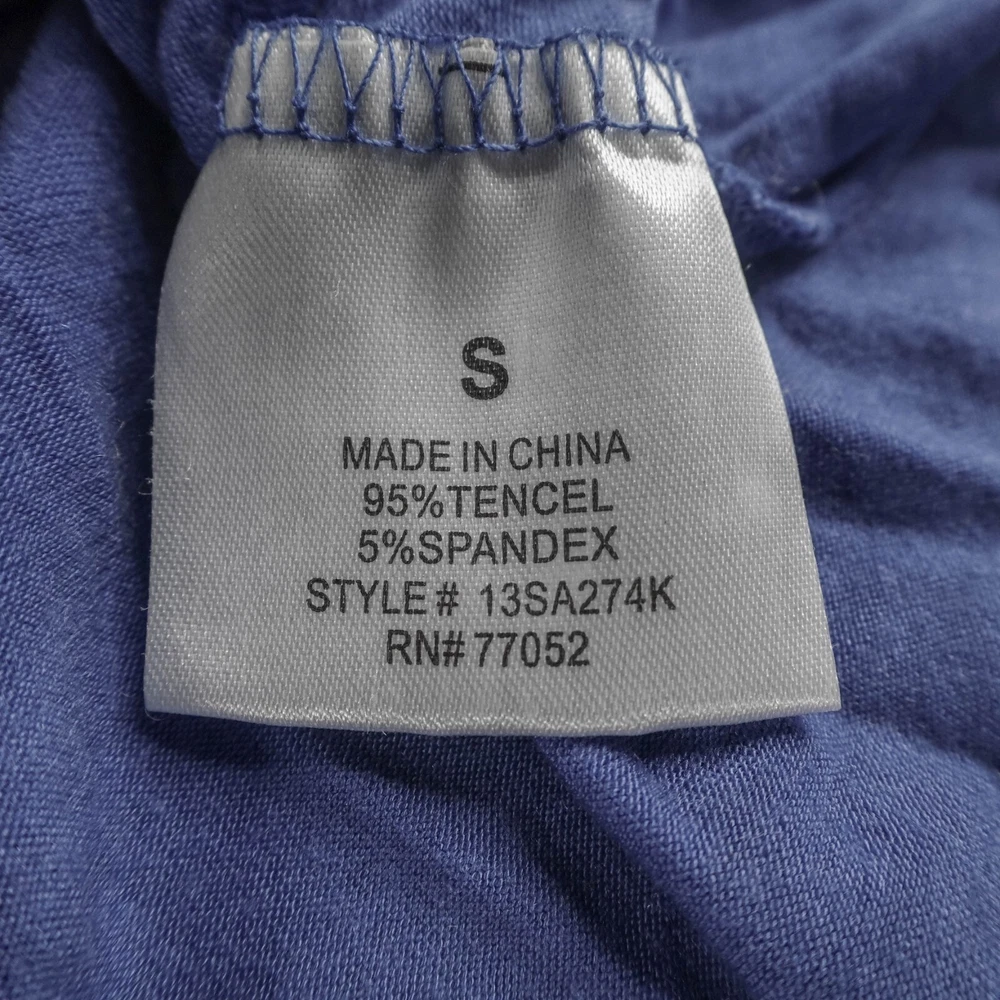 S
MADE IN CHINA
95%TENCEL
5%SPANDEX
STYLE# 13SA274K
RN# 77052